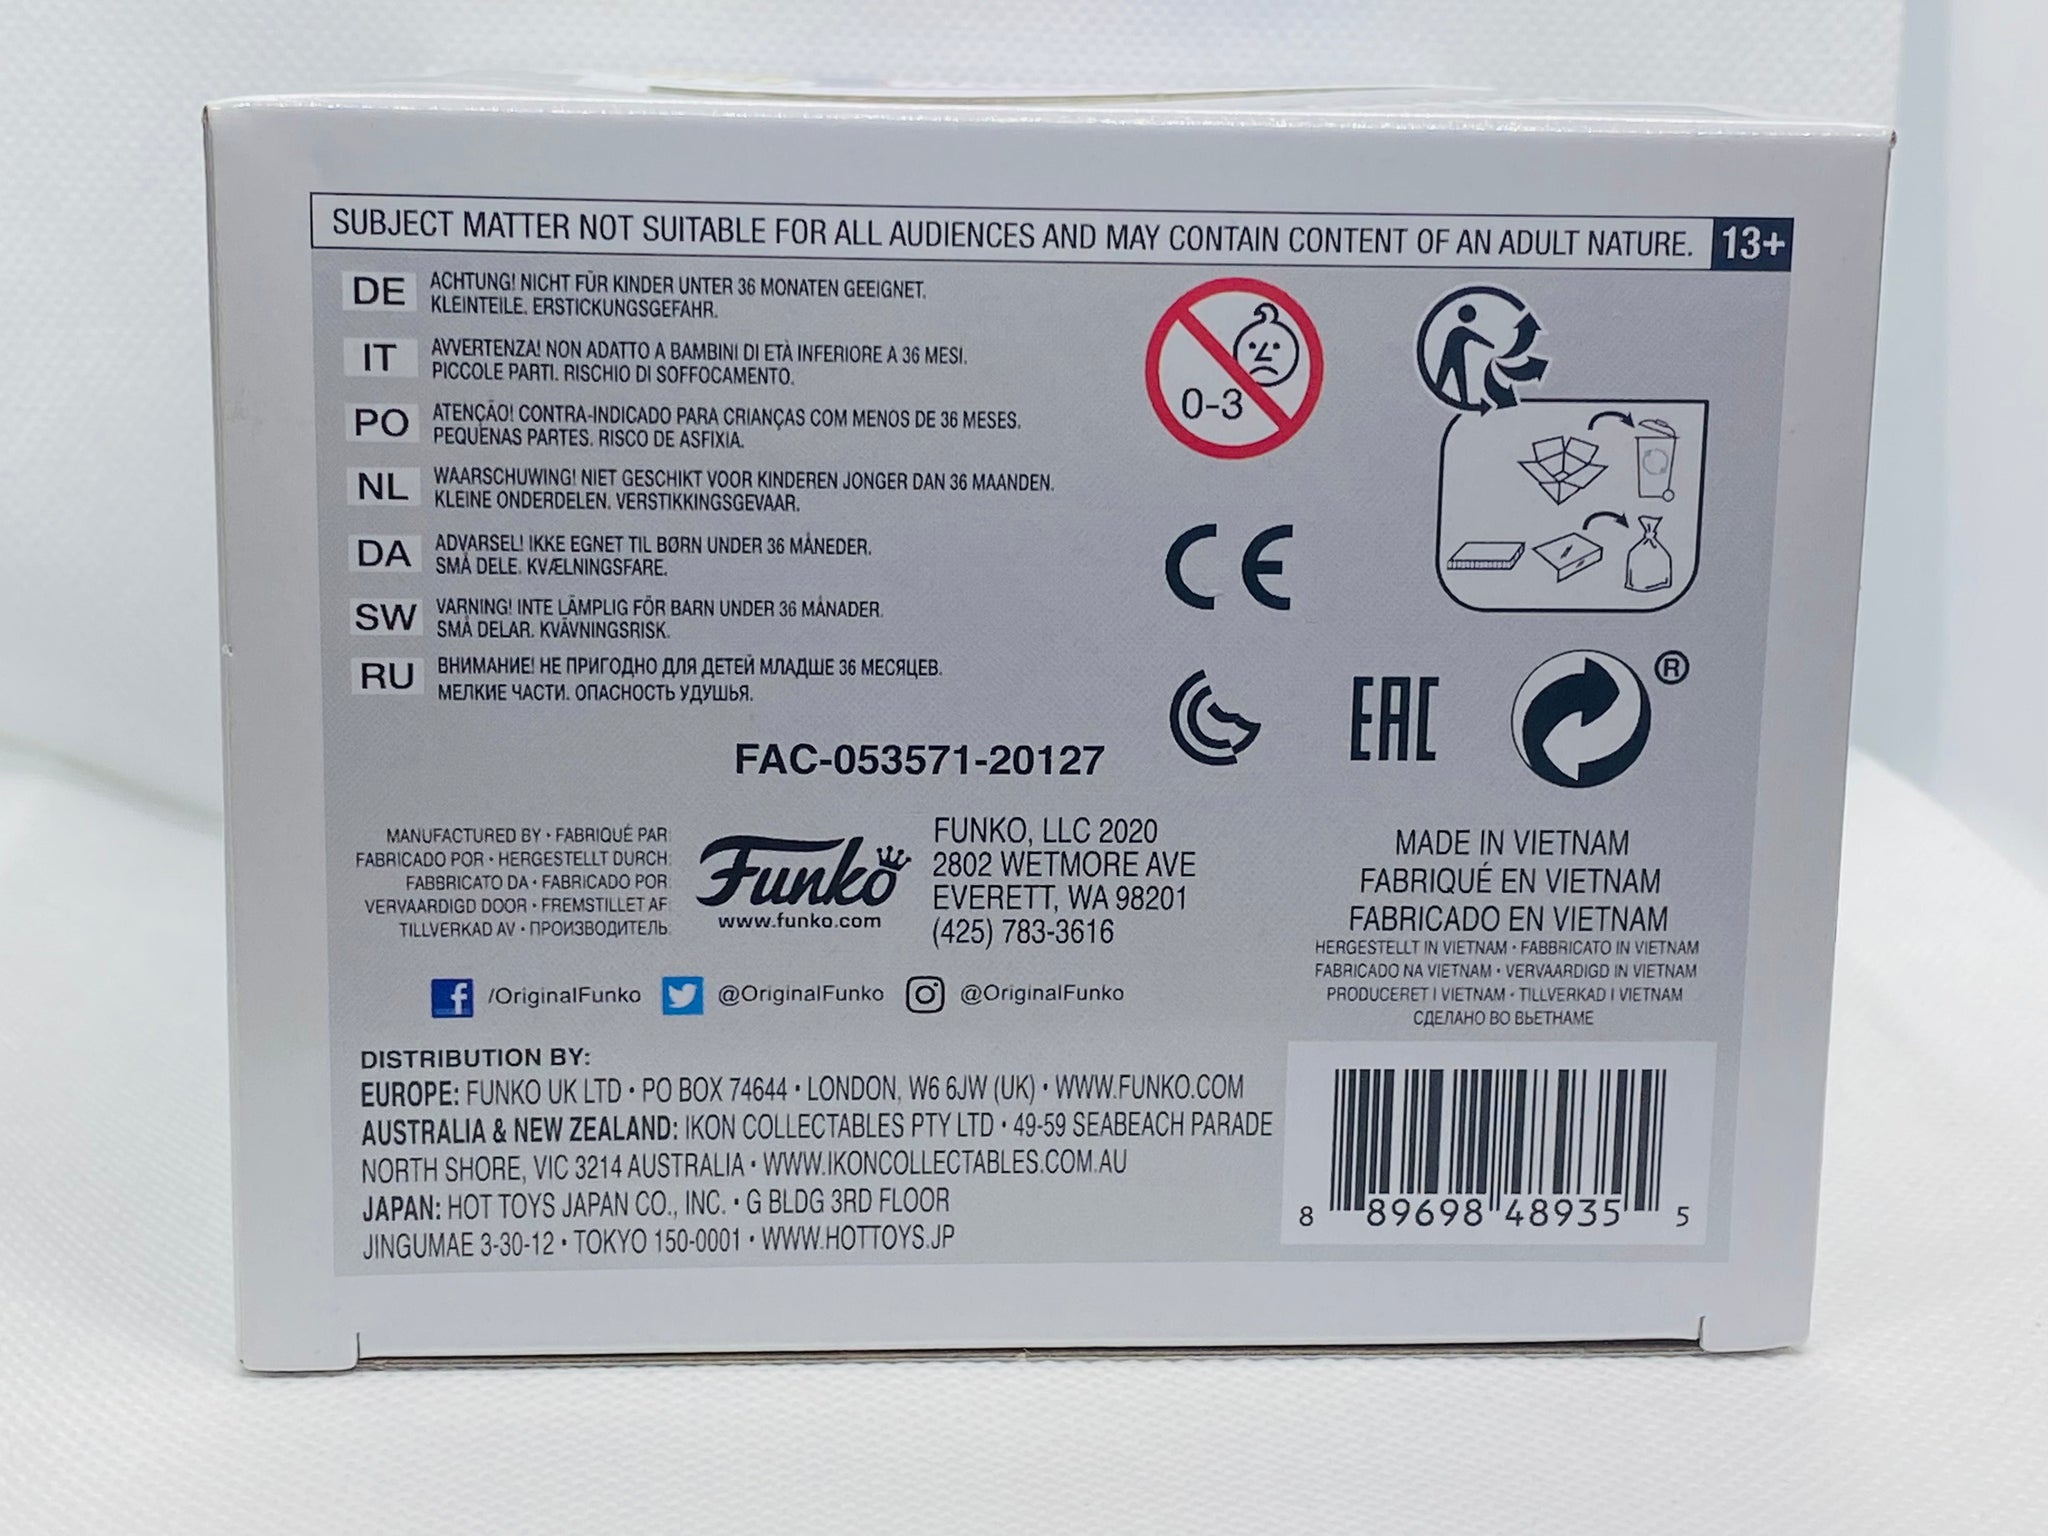 SUBJECT MATTER NOT SUITABLE FOR ALL AUDIENCES AND MAY CONTAIN CONTENT OF AN ADULT NATURE. 13+
DE ACHTUNG! NICHT FÜR KINDER UNTER 36 MONATEN GEEIGNET.
KLEINTEILE. ERSTICKUNGSGEFAHR.
IT AVVERTENZA! NON ADATTO A BAMBINI DI ETÀ INFERIORE A 36 MESI.
PICCOLE PARTI. RISCHIO DI SOFFOCAMENTO.
PO ATENÇÃO! CONTRA-INDICADO PARA CRIANÇAS COM MENOS DE 36 MESES.
PEQUENAS PARTES. RISCO DE ASFIXIA.
NL WAARSCHUWING! NIET GESCHIKT VOOR KINDEREN JONGER DAN 36 MAANDEN.
KLEINE ONDERDELEN. VERSTIKKINGSGEVAAR.
DA ADVARSEL! IKKE EGNET TIL BØRN UNDER 36 MÅNEDER.
SMÅ DELE. KVÆLNINGSFARE.
SW VARNING! INTE LÄMPLIG FÖR BARN UNDER 36 MÅNADER.
SMÅ DELAR. KVÄVNINGSRISK.
RU ВНИМАНИЕ! НЕ ПРИГОДНО ДЛЯ ДЕТЕЙ МЛАДШЕ 36 МЕСЯЦЕВ.
МЕЛКИЕ ЧАСТИ. ОПАСНОСТЬ УДУШЬЯ.
0-3
CE
EAC
®
FAC-053571-20127
MANUFACTURED BY • FABRIQUÉ PAR:
FABRICADO POR • HERGESTELLT DURCH:
FABBRICATO DA • FABRICADO POR:
VERVAARDIGD DOOR • FREMSTILLET AF:
TILLVERKAD AV • ПРОИЗВОДИТЕЛЬ:
Funko
www.funko.com
FUNKO, LLC 2020
2802 WETMORE AVE
EVERETT, WA 98201
(425) 783-3616
MADE IN VIETNAM
FABRIQUÉ EN VIETNAM
FABRICADO EN VIETNAM
HERGESTELLT IN VIETNAM • FABBRICATO IN VIETNAM
FABRICADO NA VIETNAM • VERVAARDIGD IN VIETNAM
PRODUCERET I VIETNAM • TILLVERKAD I VIETNAM
СДЕЛАНО ВО ВЬЕТНАМЕ
f /OriginalFunko @OriginalFunko @OriginalFunko
DISTRIBUTION BY:
EUROPE: FUNKO UK LTD • PO BOX 74644 • LONDON, W6 6JW (UK) • WWW.FUNKO.COM
AUSTRALIA & NEW ZEALAND: IKON COLLECTABLES PTY LTD • 49-59 SEABEACH PARADE
NORTH SHORE, VIC 3214 AUSTRALIA • WWW.IKONCOLLECTABLES.COM.AU
JAPAN: HOT TOYS JAPAN CO., INC. • G BLDG 3RD FLOOR
JINGUMAE 3-30-12 • TOKYO 150-0001 • WWW.HOTTOYS.JP
8 89698 48935 5